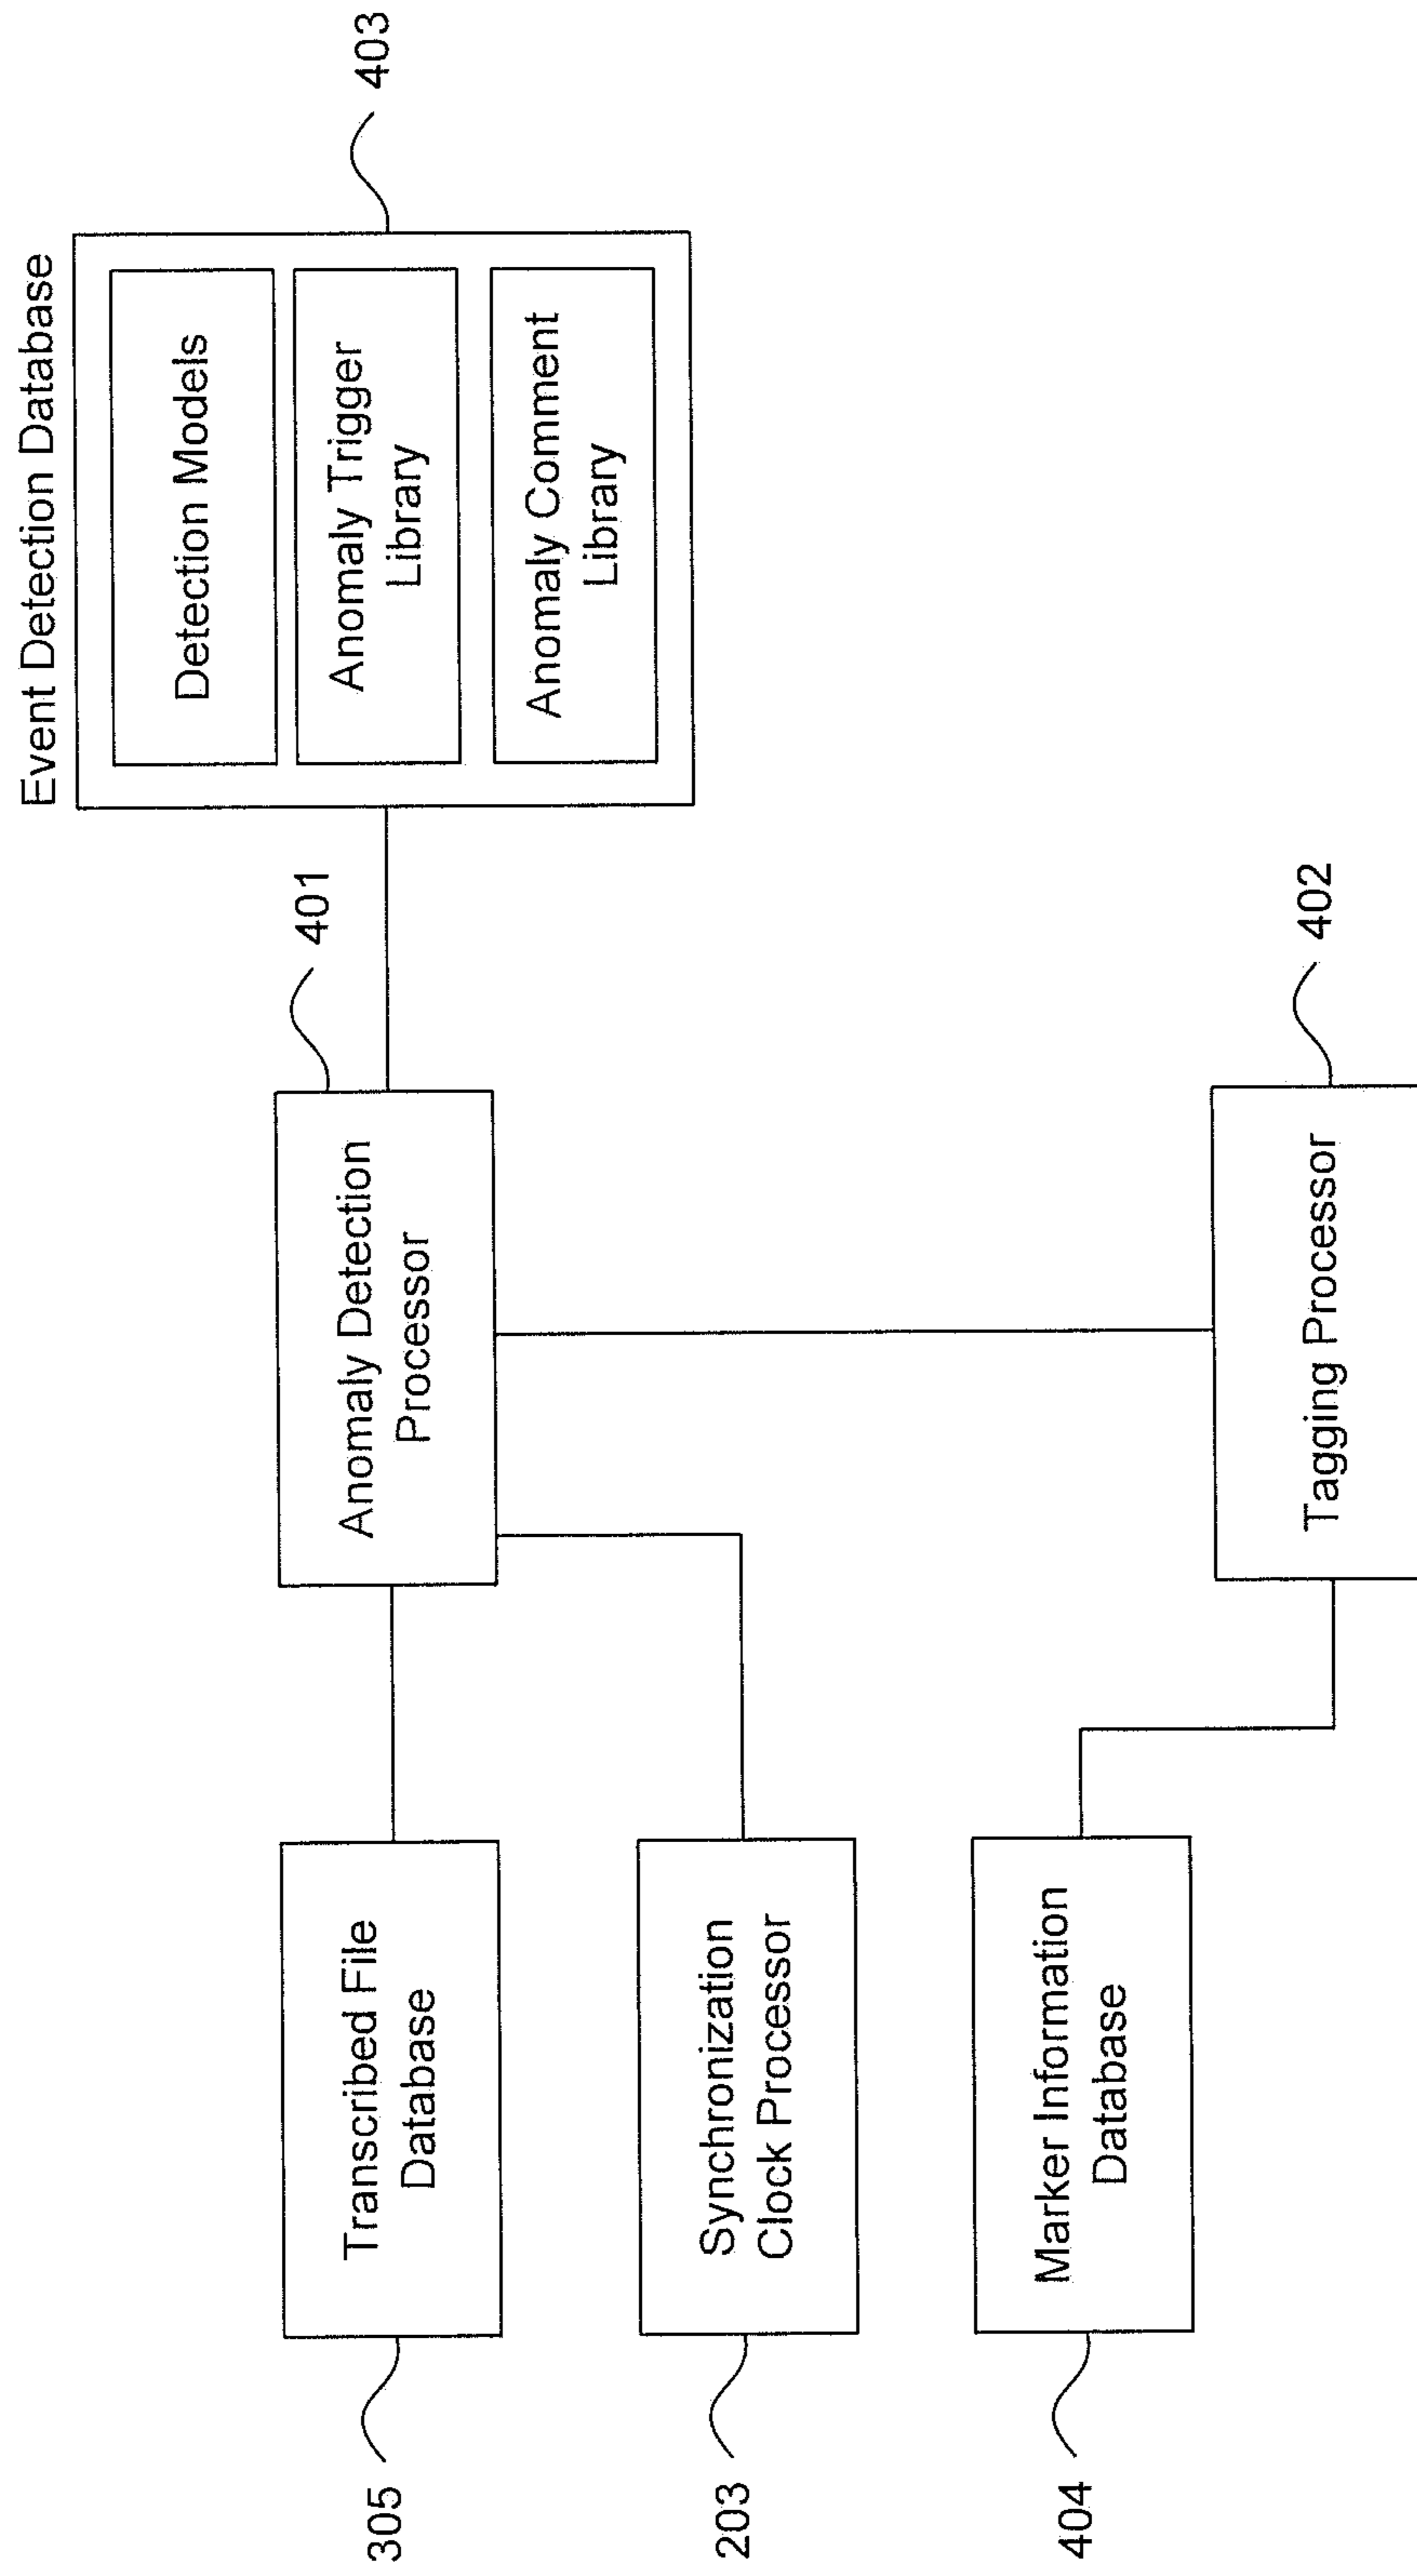 Event Detection Database
305
Transcribed File
Database
401
Anomaly Detection
Processor
Detection Models
Anomaly Trigger
Library
Anomaly Comment
Library
403
203
Synchronization
Clock Processor
404
Marker Information
Database
Tagging Processor
402